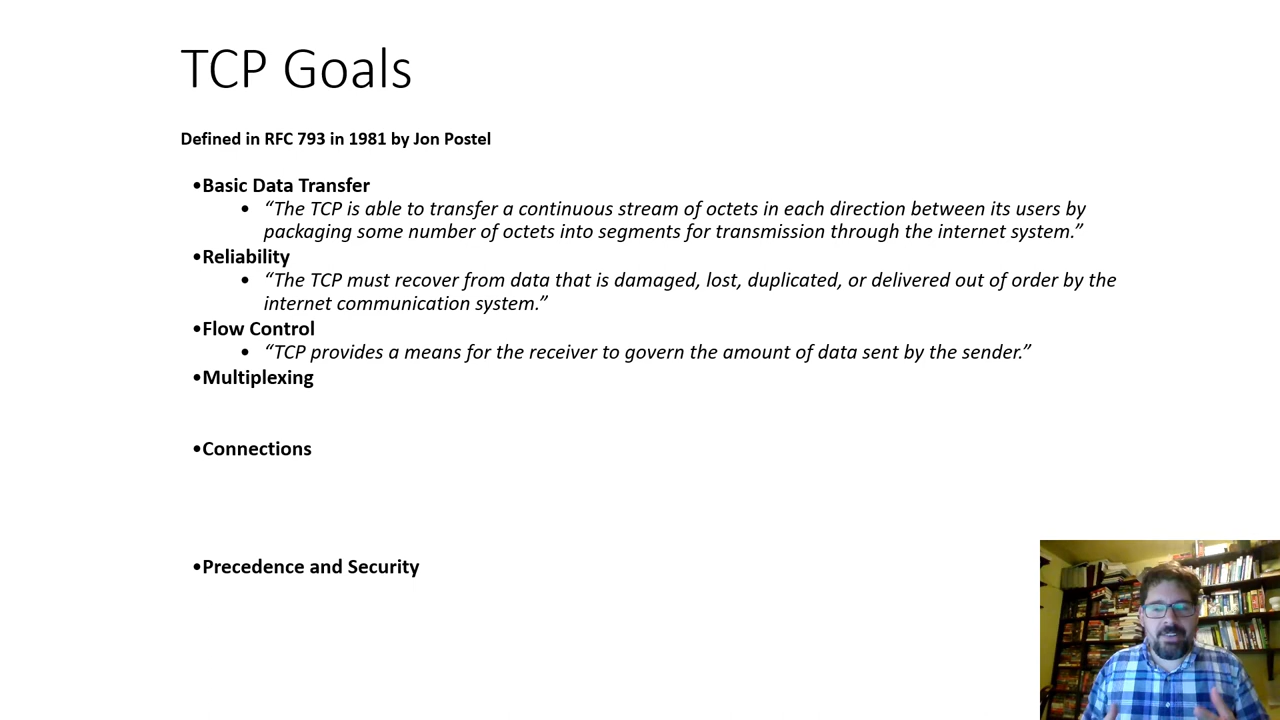 TCP Goals
Defined in RFC 793 in 1981 by Jon Postel
•Basic Data Transfer
• “The TCP is able to transfer a continuous stream of octets in each direction between its users by
packaging some number of octets into segments for transmission through the internet system.”
•Reliability
• “The TCP must recover from data that is damaged, lost, duplicated, or delivered out of order by the
internet communication system.”
•Flow Control
• “TCP provides a means for the receiver to govern the amount of data sent by the sender.”
•Multiplexing
•Connections
•Precedence and Security